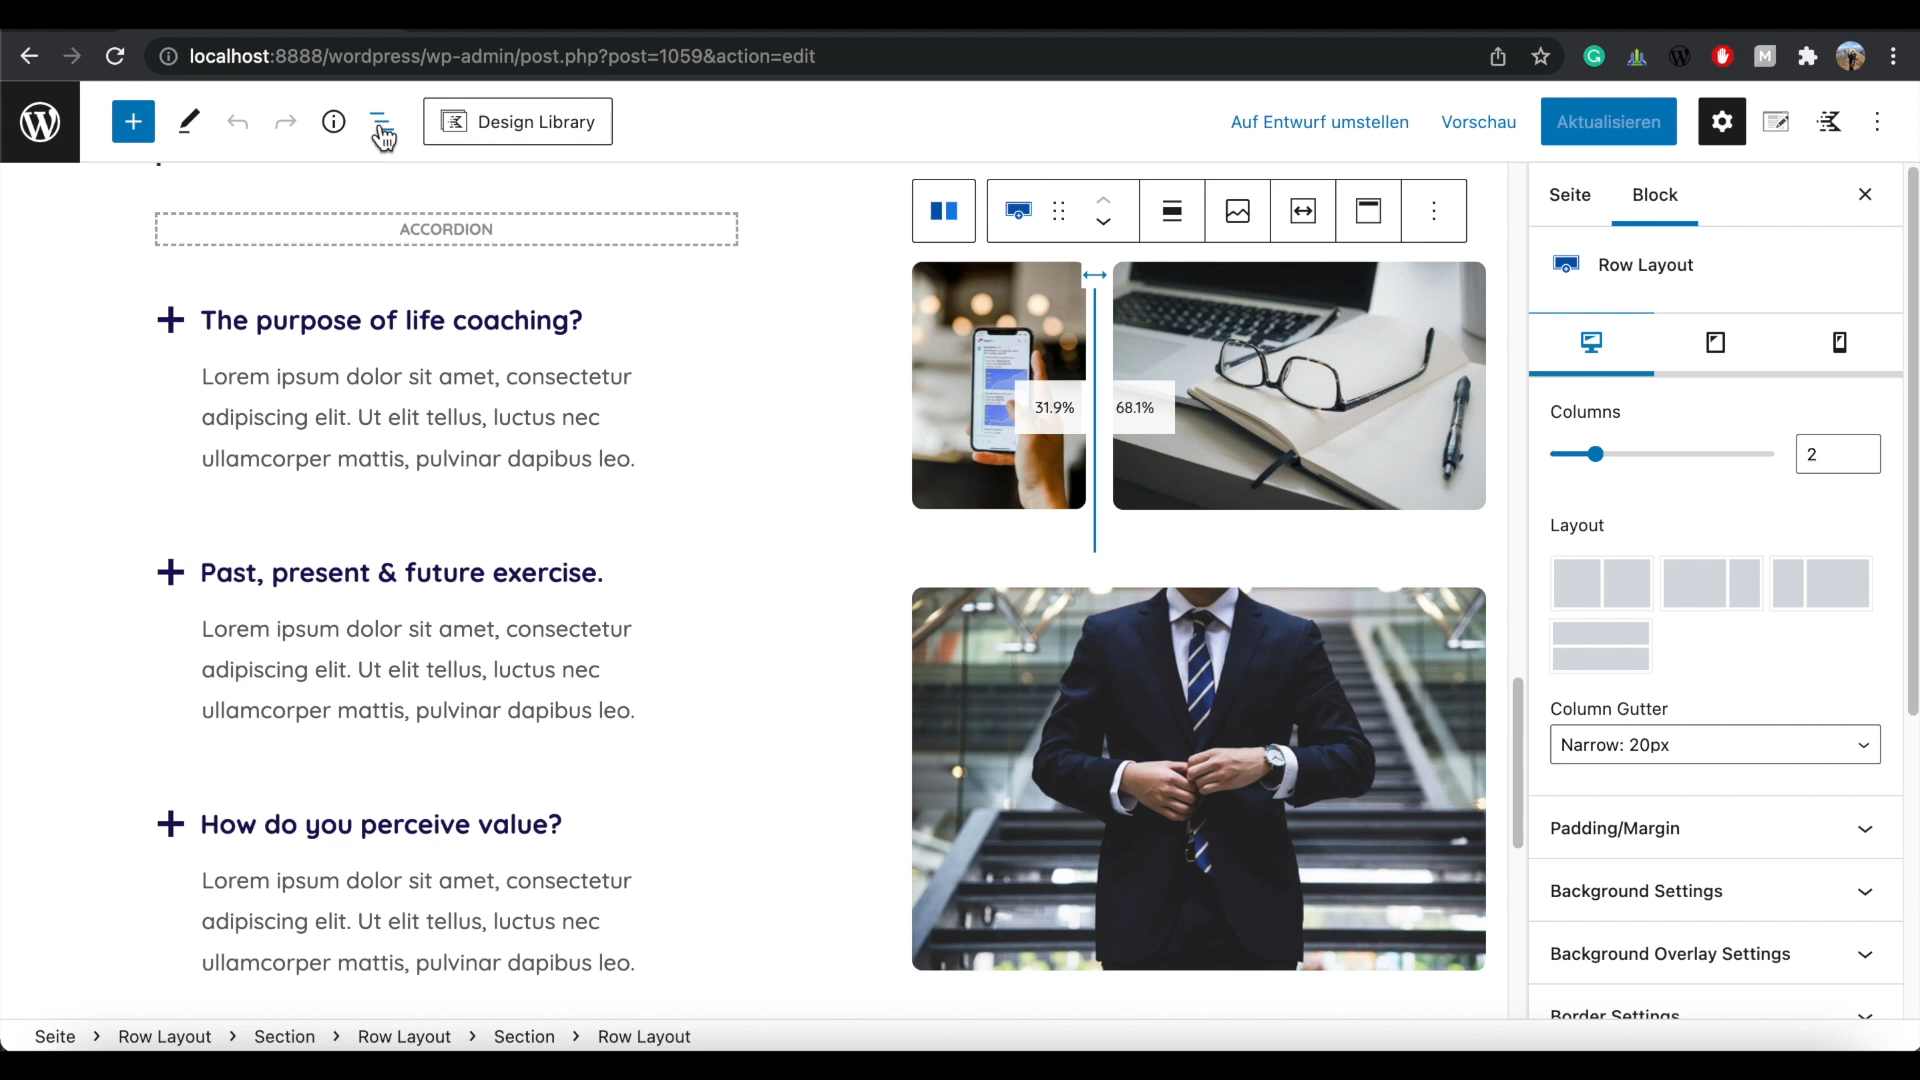 localhost:8888/wordpress/wp-admin/post.php?post=1059&action=edit
Design Library
Auf Entwurf umstellen
Vorschau
Aktualisieren
ACCORDION
The purpose of life coaching?
Lorem ipsum dolor sit amet, consectetur
adipiscing elit. Ut elit tellus, luctus nec
ullamcorper mattis, pulvinar dapibus leo.
Past, present & future exercise.
Lorem ipsum dolor sit amet, consectetur
adipiscing elit. Ut elit tellus, luctus nec
ullamcorper mattis, pulvinar dapibus leo.
How do you perceive value?
Lorem ipsum dolor sit amet, consectetur
adipiscing elit. Ut elit tellus, luctus nec
ullamcorper mattis, pulvinar dapibus leo.
31.9%
68.1%
Seite
Block
Row Layout
Columns
2
Layout
Column Gutter
Narrow: 20px
Padding/Margin
Background Settings
Background Overlay Settings
Border Settings
Seite > Row Layout > Section > Row Layout > Section > Row Layout